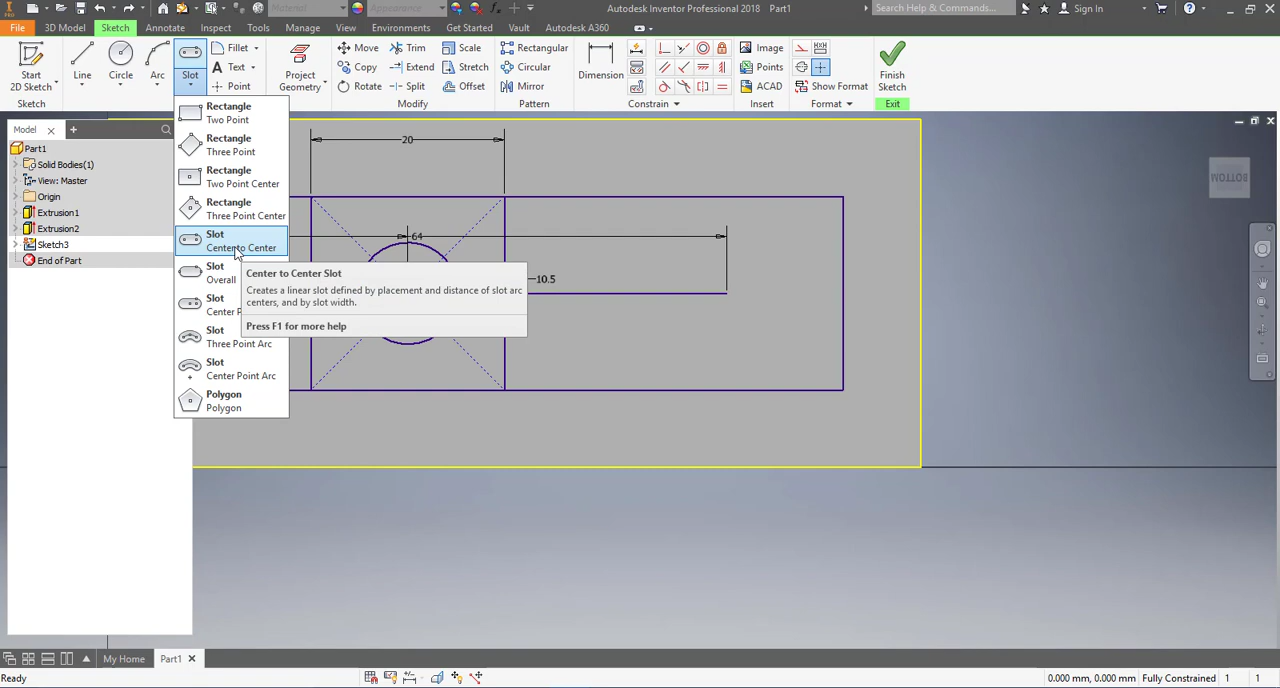 Material
Appearance
Autodesk Inventor Professional 2018 Part1
Search Help & Commands...
Sign In
File 3D Model Sketch Annotate Inspect Tools Manage View Environments Get Started Vault Autodesk A360
Start
2D Sketch
Line
Circle
Arc
Slot
Fillet
Text
Point
Project
Geometry
Move Trim Scale
Copy Extend Stretch
Rotate Split Offset
Rectangular
Circular
Mirror
Dimension
Image
Points
ACAD
Show Format
Finish
Sketch
Sketch
Modify
Pattern
Constrain
Insert
Format
Exit
Model
Part1
Solid Bodies(1)
View: Master
Origin
Extrusion1
Extrusion2
Sketch3
End of Part
Rectangle
Two Point
Rectangle
Three Point
Rectangle
Two Point Center
Rectangle
Three Point Center
Slot
Center to Center
Slot
Overall
Slot
Center P
Slot
Three Point Arc
Slot
Center Point Arc
Polygon
Polygon
Center to Center Slot
Creates a linear slot defined by placement and distance of slot arc
centers, and by slot width.
Press F1 for more help
20
64
10.5
BOTTOM
My Home
Part1
Ready
0.000 mm, 0.000 mm Fully Constrained 1 1